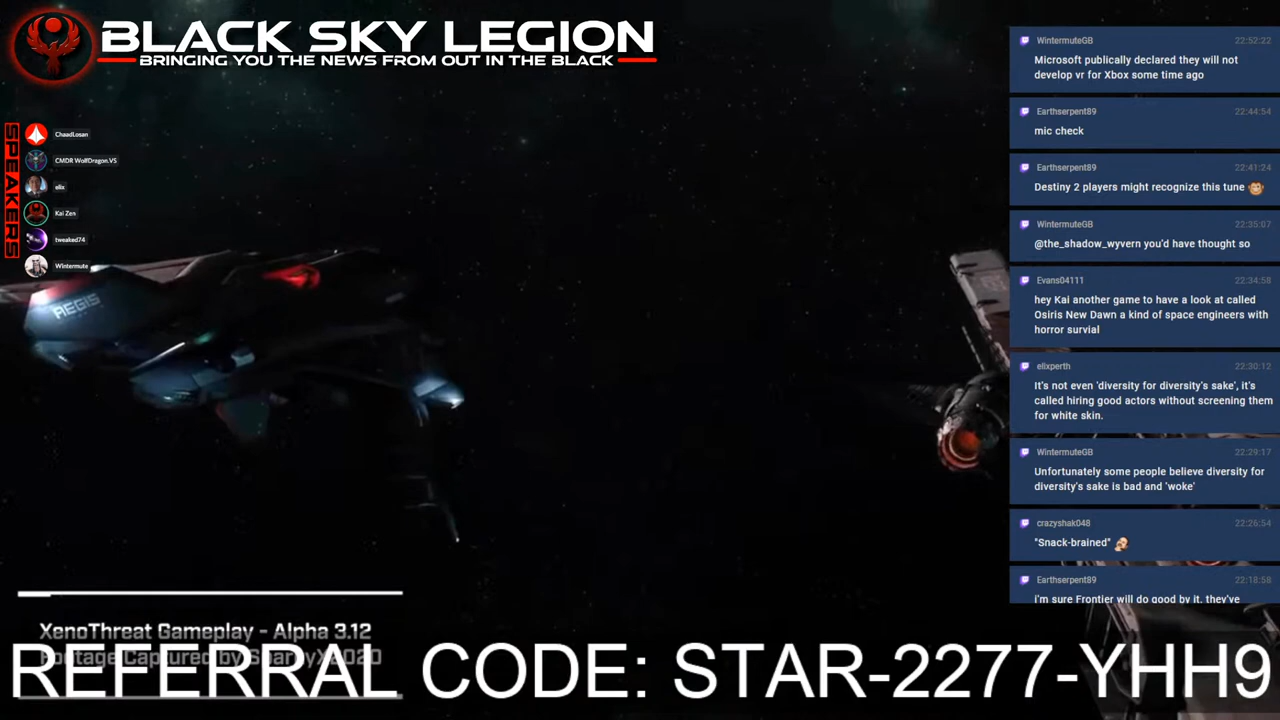 BLACK SKY LEGION
BRINGING YOU THE NEWS FROM OUT IN THE BLACK
SPEAKERS
ChaadLosan
CMDR WolfDragon.VS
elix
Kai Zen
tweaked74
Wintermute
AEGIS
WintermuteGB 22:52:22
Microsoft publically declared they will not
develop vr for Xbox some time ago
Earthserpent89 22:44:54
mic check
Earthserpent89 22:41:24
Destiny 2 players might recognize this tune
WintermuteGB 22:35:07
@the_shadow_wyvern you'd have thought so
Evans04111 22:34:58
hey Kai another game to have a look at called
Osiris New Dawn a kind of space engineers with
horror survial
elixperth 22:30:12
It's not even 'diversity for diversity's sake', it's
called hiring good actors without screening them
for white skin.
WintermuteGB 22:29:17
Unfortunately some people believe diversity for
diversity's sake is bad and 'woke'
crazyshak048 22:26:54
"Snack-brained"
Earthserpent89 22:18:58
i'm sure Frontier will do good by it. they've
XenoThreat Gameplay - Alpha 3.12
Footage Captured by
REFERRAL CODE: STAR-2277-YHH9